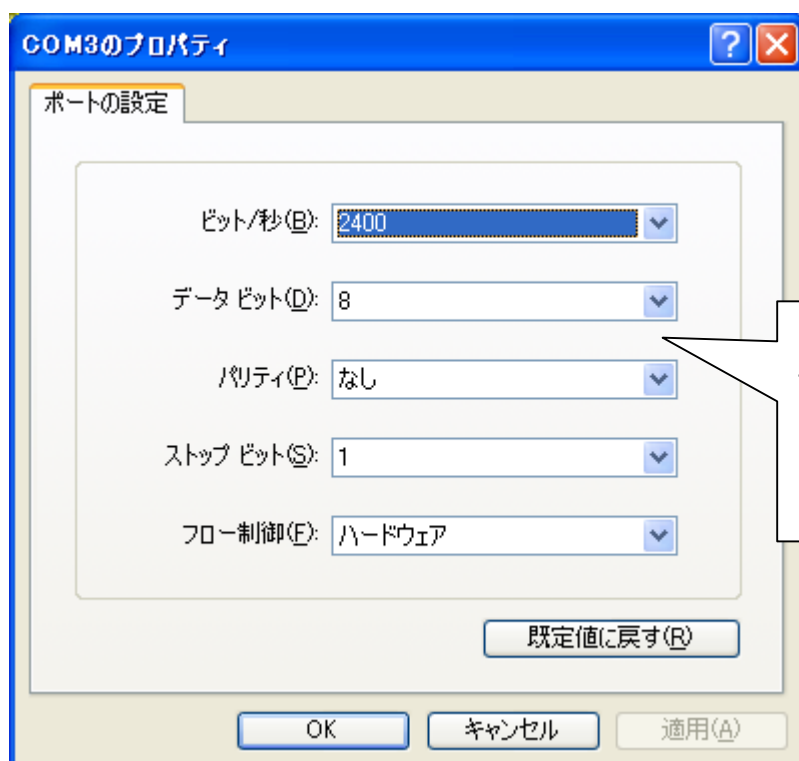 COM3のプロパティ
ポートの設定
ビット/秒(B): 2400
データ ビット(D): 8
パリティ(P): なし
ストップ ビット(S): 1
フロー制御(F): ハードウェア
既定値に戻す(R)
OK キャンセル 適用(A)